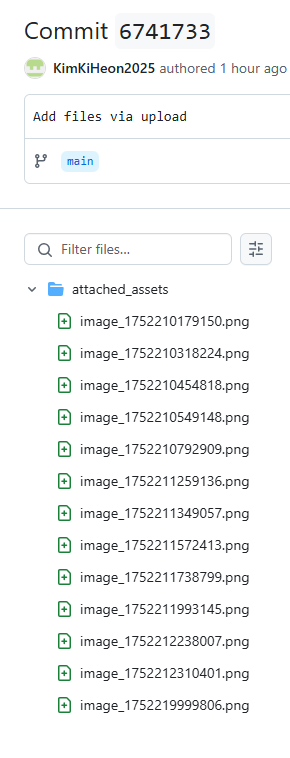 Commit 6741733
KimKiHeon2025 authored 1 hour ago
Add files via upload
main
Filter files...
attached_assets
image_1752210179150.png
image_1752210318224.png
image_1752210454818.png
image_1752210549148.png
image_1752210792909.png
image_1752211259136.png
image_1752211349057.png
image_1752211572413.png
image_1752211738799.png
image_1752211993145.png
image_1752212238007.png
image_1752212310401.png
image_1752219999806.png